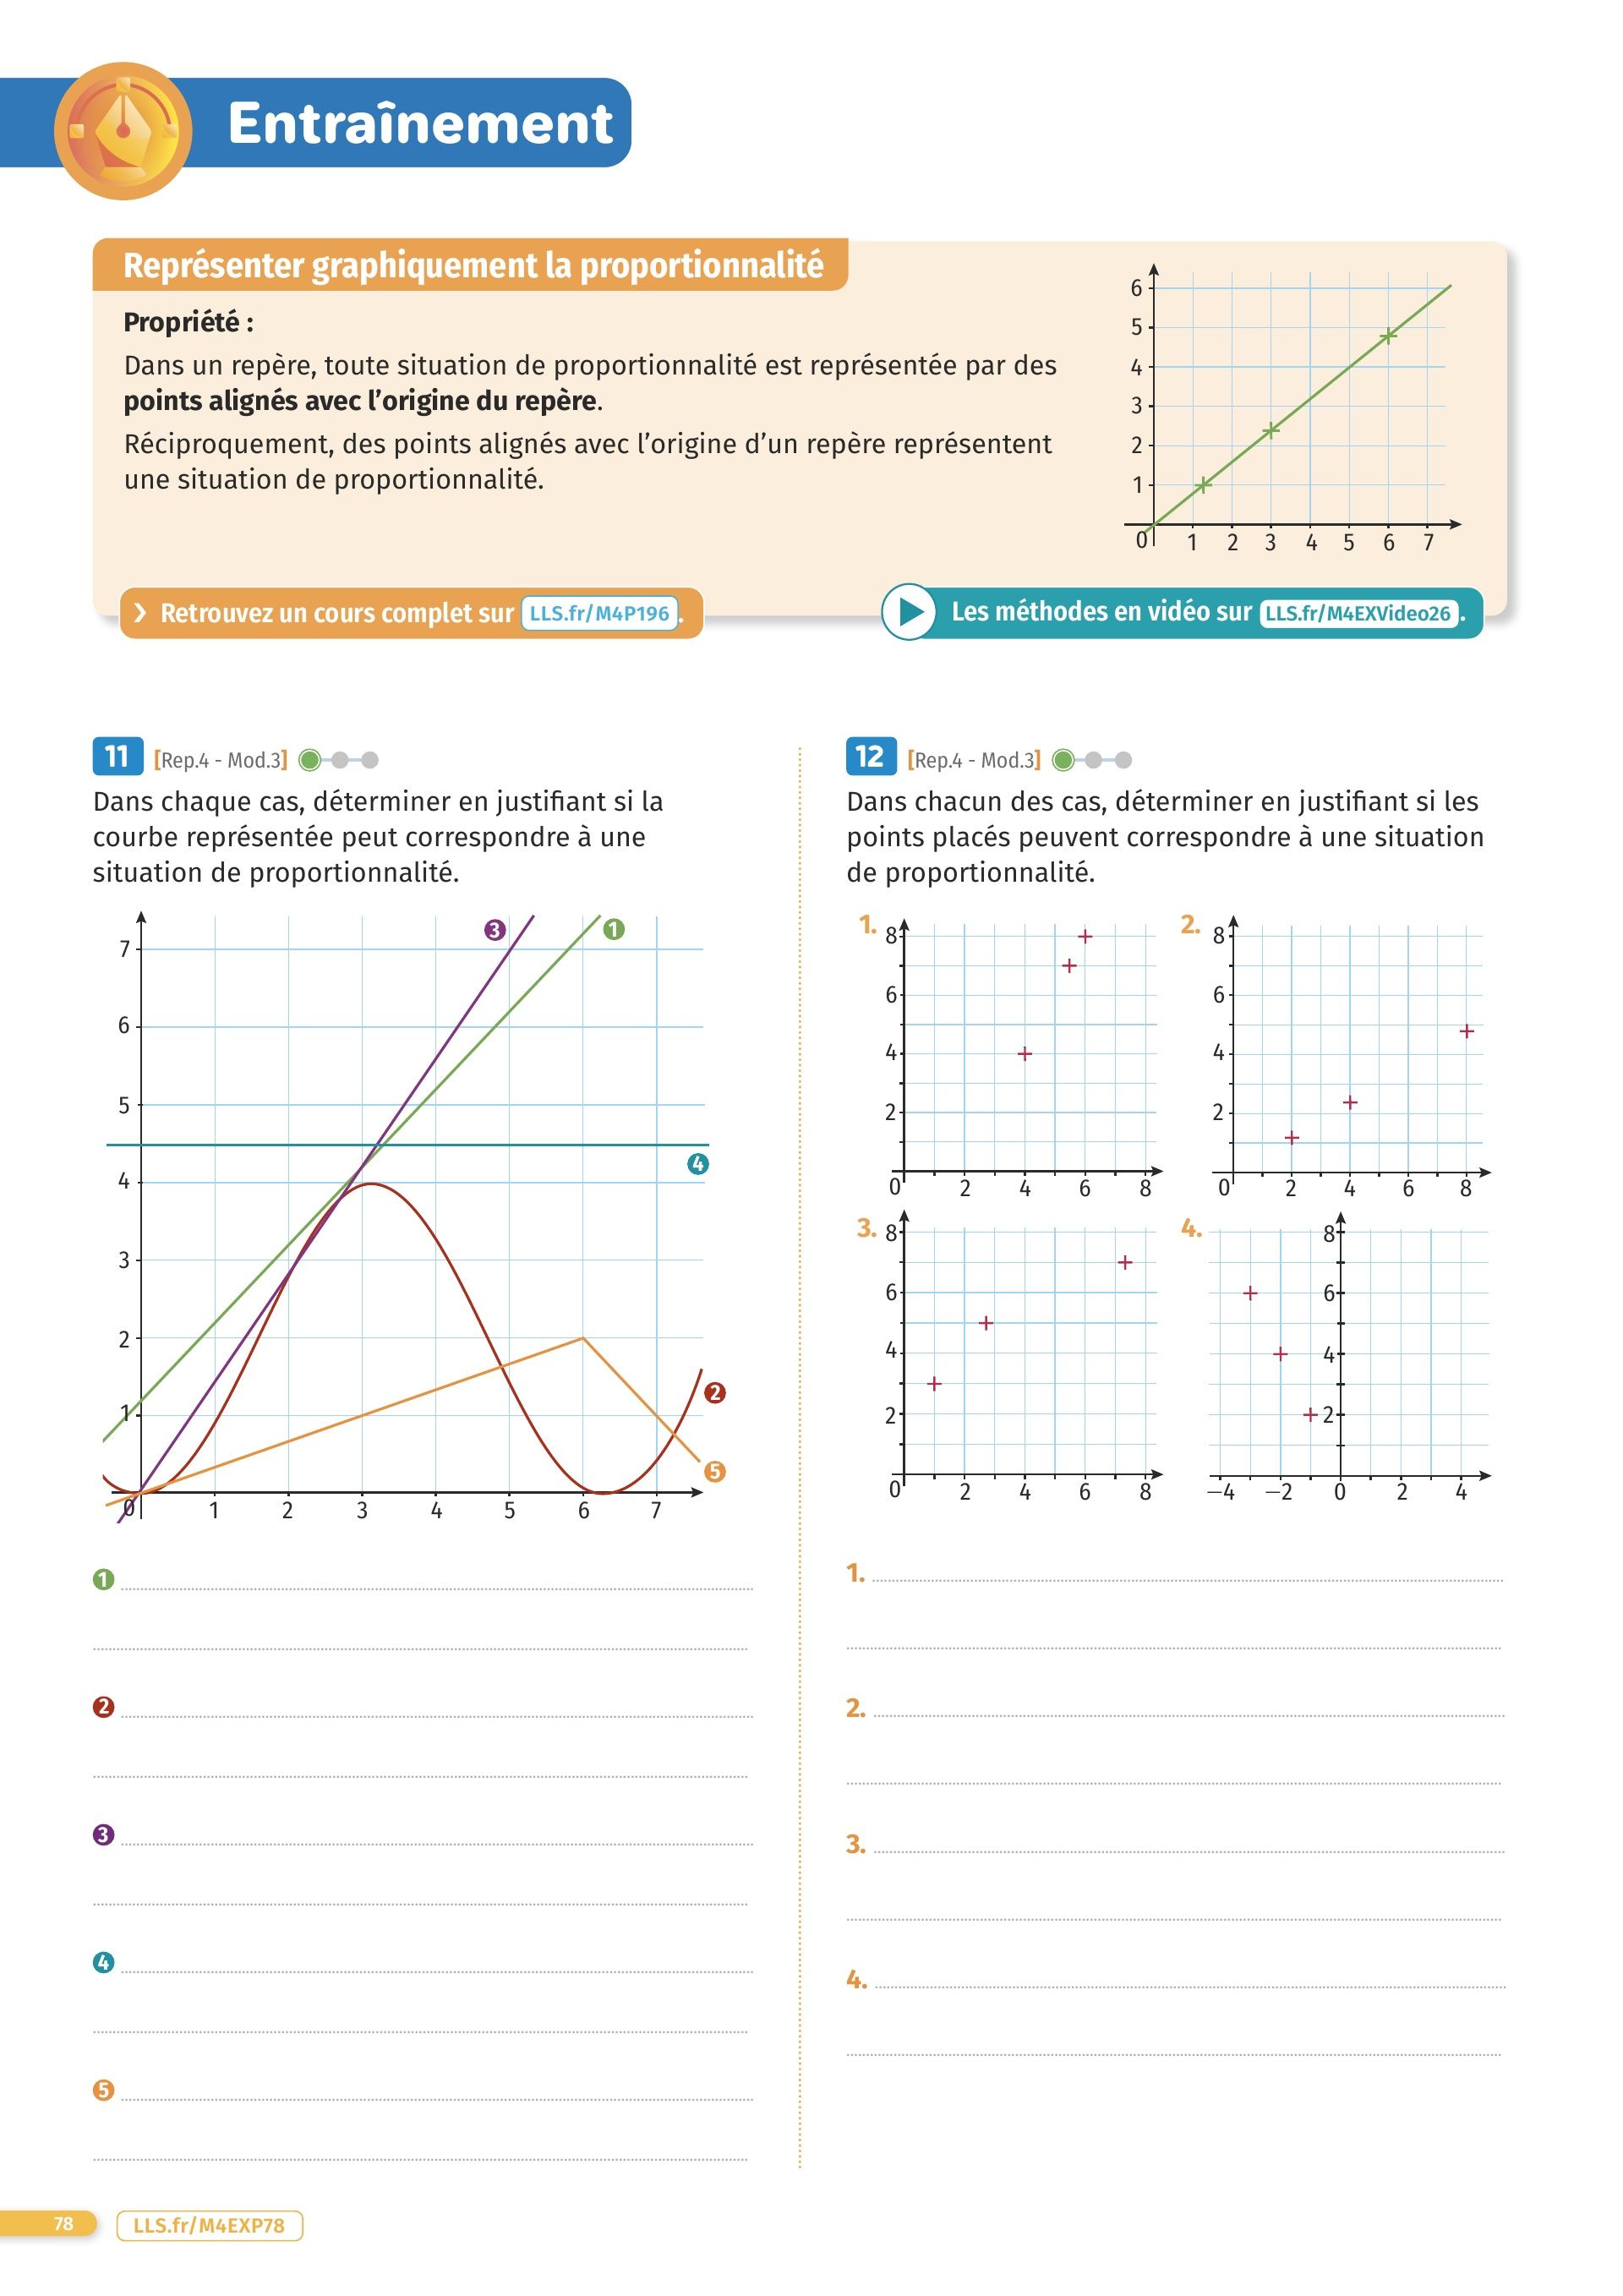 Entraînement
Représenter graphiquement la proportionnalité
Propriété :
Dans un repère, toute situation de proportionnalité est représentée par des
points alignés avec l’origine du repère.
Réciproquement, des points alignés avec l’origine d’un repère représentent
une situation de proportionnalité.
6
5
4
3
2
1
0 1 2 3 4 5 6 7
❯ Retrouvez un cours complet sur LLS.fr/M4P196.
Les méthodes en vidéo sur LLS.fr/M4EXVideo26.
11 [Rep.4 - Mod.3]
Dans chaque cas, déterminer en justifiant si la
courbe représentée peut correspondre à une
situation de proportionnalité.
3 1
7
6
5
4
4
3
2
2
1
5
0 1 2 3 4 5 6 7
1
2
3
4
5
12 [Rep.4 - Mod.3]
Dans chacun des cas, déterminer en justifiant si les
points placés peuvent correspondre à une situation
de proportionnalité.
1.
8
6
4
2
0 2 4 6 8
2.
8
6
4
2
0 2 4 6 8
3.
8
6
4
2
0 2 4 6 8
4.
8
6
4
2
−4 −2 0 2 4
1.
2.
3.
4.
78
LLS.fr/M4EXP78